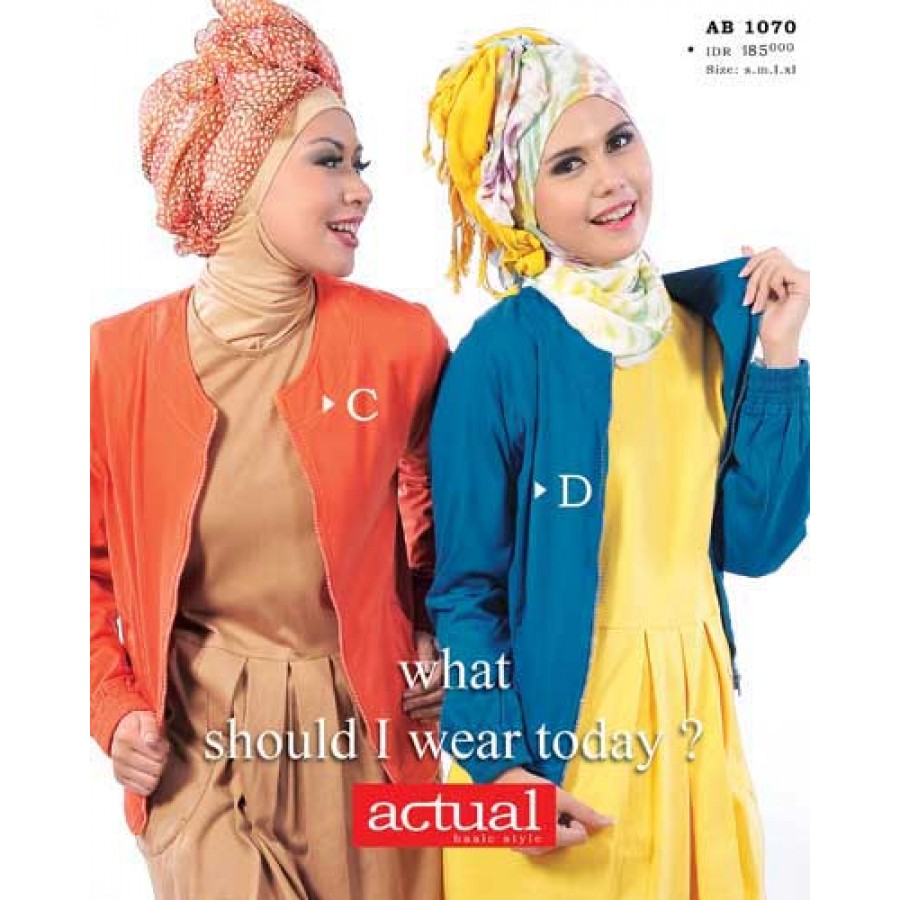 AB 1070
• IDR 185000
Size: s.m.l.xl
C
D
what
should I wear today ?
actual
basic style